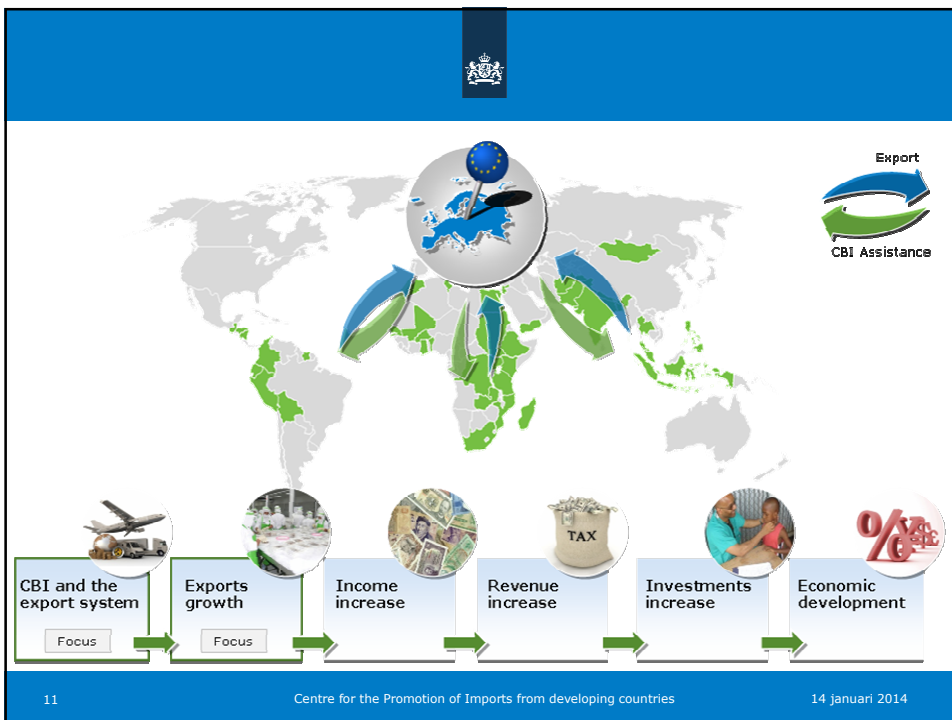 Export
CBI Assistance
TAX
CBI and the
export system
Focus
Exports
growth
Focus
Income
increase
Revenue
increase
Investments
increase
Economic
development
11
Centre for the Promotion of Imports from developing countries
14 januari 2014